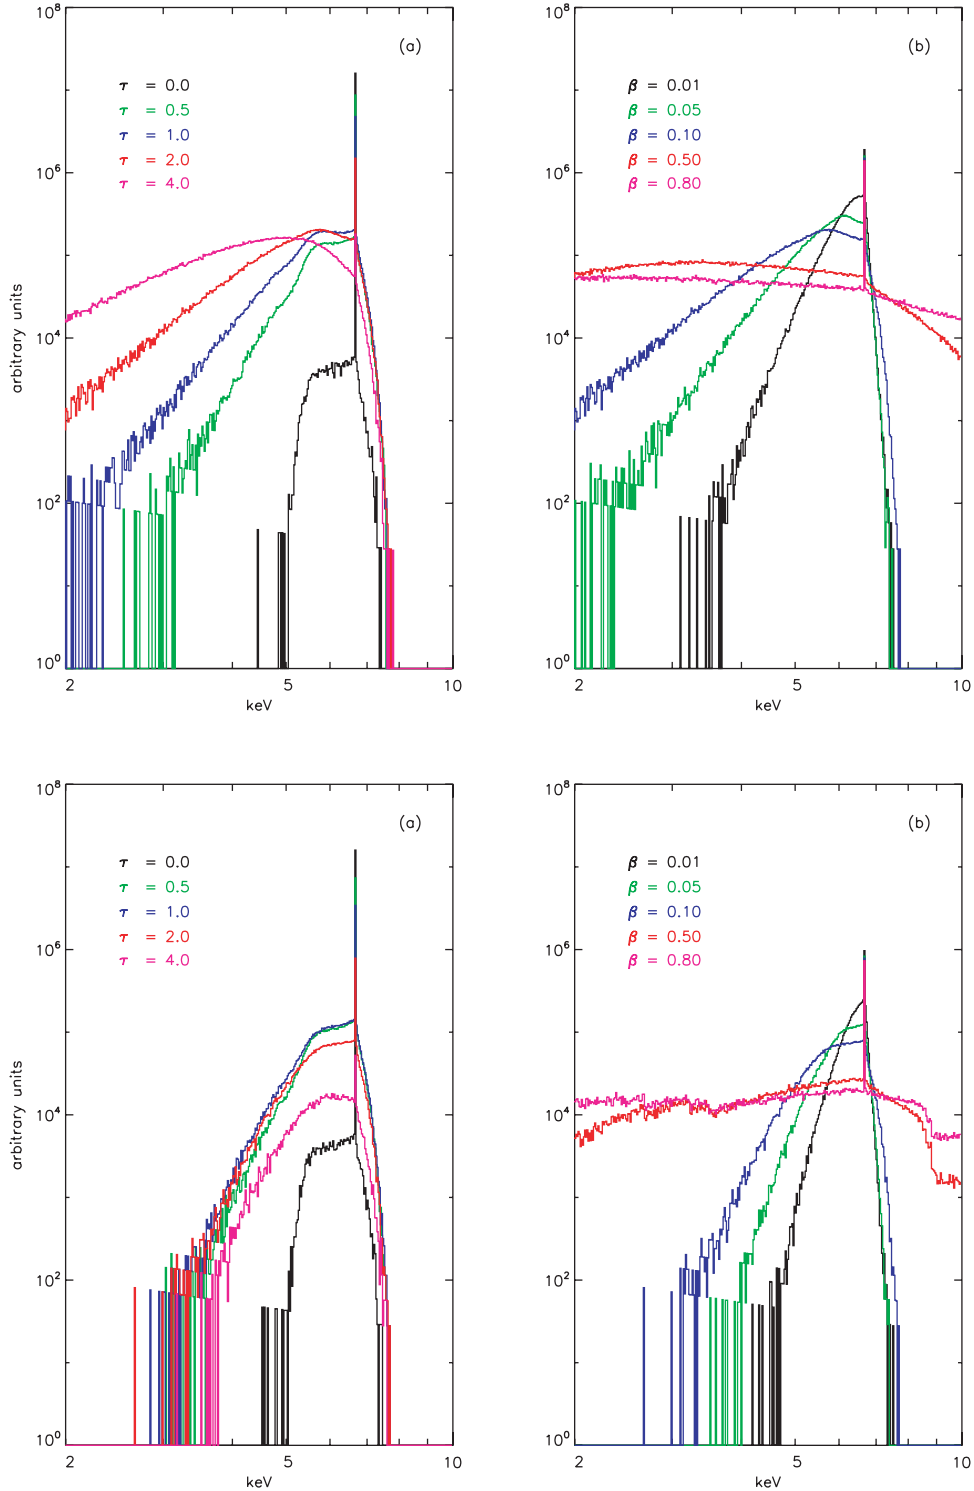 10^8
(a)
τ = 0.0
τ = 0.5
τ = 1.0
τ = 2.0
τ = 4.0
10^6
10^4
10^2
10^0
arbitrary units
2
5
10
keV
10^8
(b)
β = 0.01
β = 0.05
β = 0.10
β = 0.50
β = 0.80
10^6
10^4
10^2
10^0
2
5
10
keV
10^8
(a)
τ = 0.0
τ = 0.5
τ = 1.0
τ = 2.0
τ = 4.0
10^6
10^4
10^2
10^0
arbitrary units
2
5
10
keV
10^8
(b)
β = 0.01
β = 0.05
β = 0.10
β = 0.50
β = 0.80
10^6
10^4
10^2
10^0
2
5
10
keV